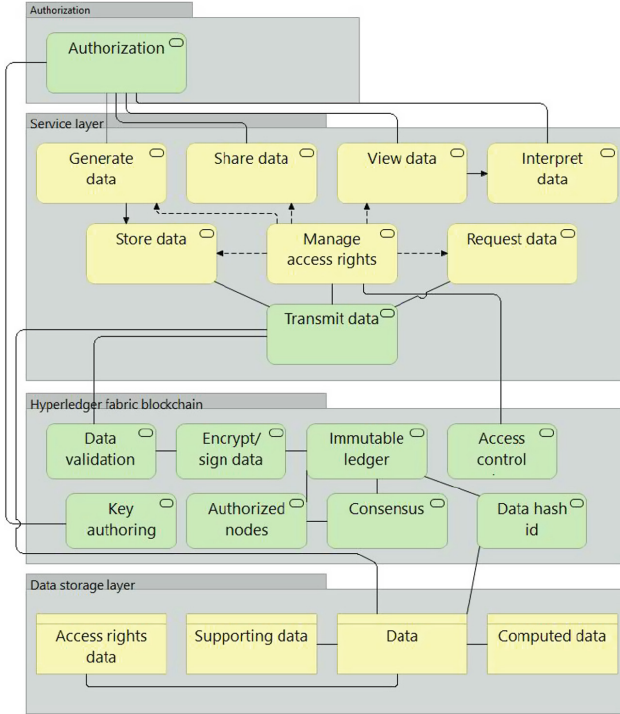 Authorization
Authorization
Service layer
Generate
data
Share data
View data
Interpret
data
Store data
Manage
access rights
Request data
Transmit data
Hyperledger fabric blockchain
Data
validation
Encrypt/
sign data
Immutable
ledger
Access
control
Key
authoring
Authorized
nodes
Consensus
Data hash
id
Data storage layer
Access rights
data
Supporting data
Data
Computed data